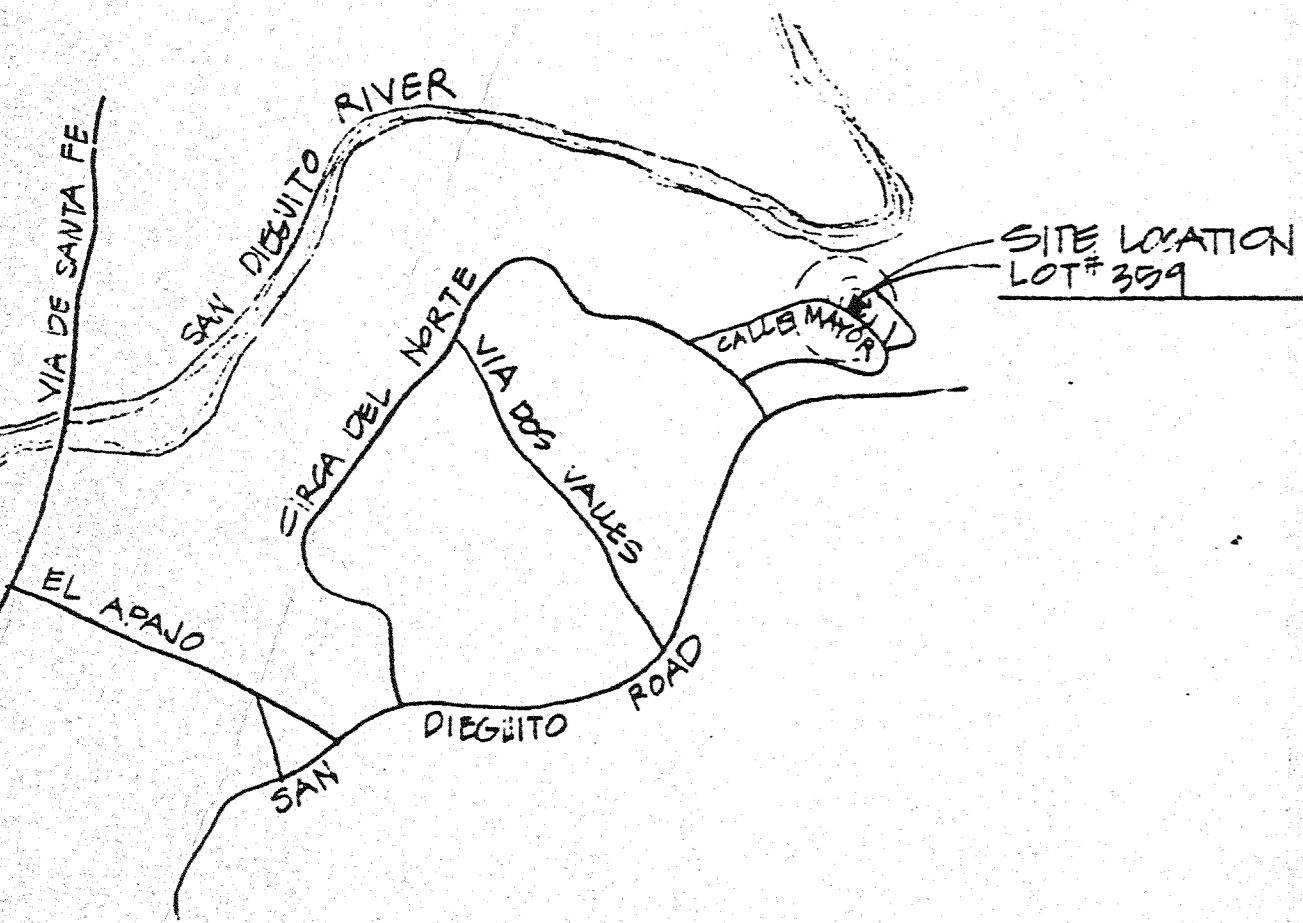 RIVER
SAN DIEGUITO
VIA DE SANTA FE
SITE LOCATION
LOT# 359
CALLE MAYOR
CIRCA DEL NORTE
VIA DOS VALLES
EL APAJO
SAN DIEGUITO ROAD